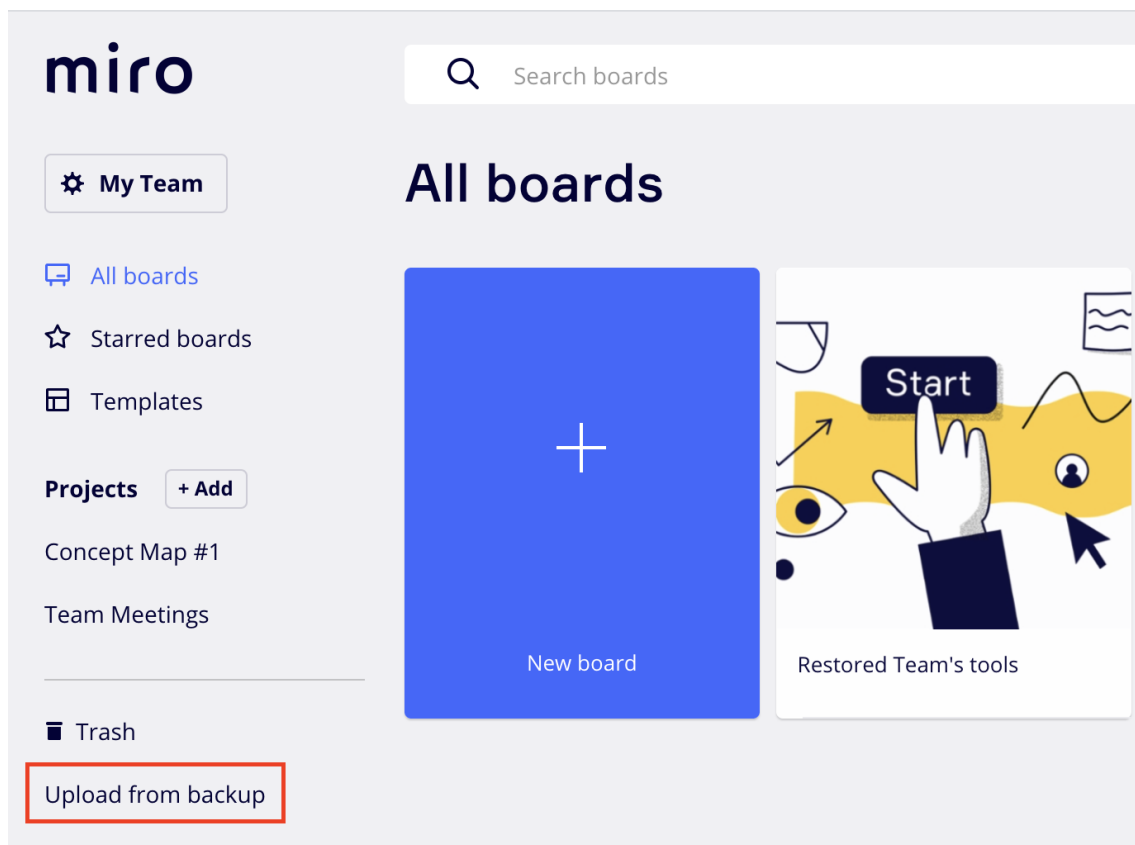 miro
Search boards
My Team
All boards
All boards
Starred boards
Templates
Projects
+ Add
Concept Map #1
Team Meetings
Start
New board
Restored Team's tools
Trash
Upload from backup